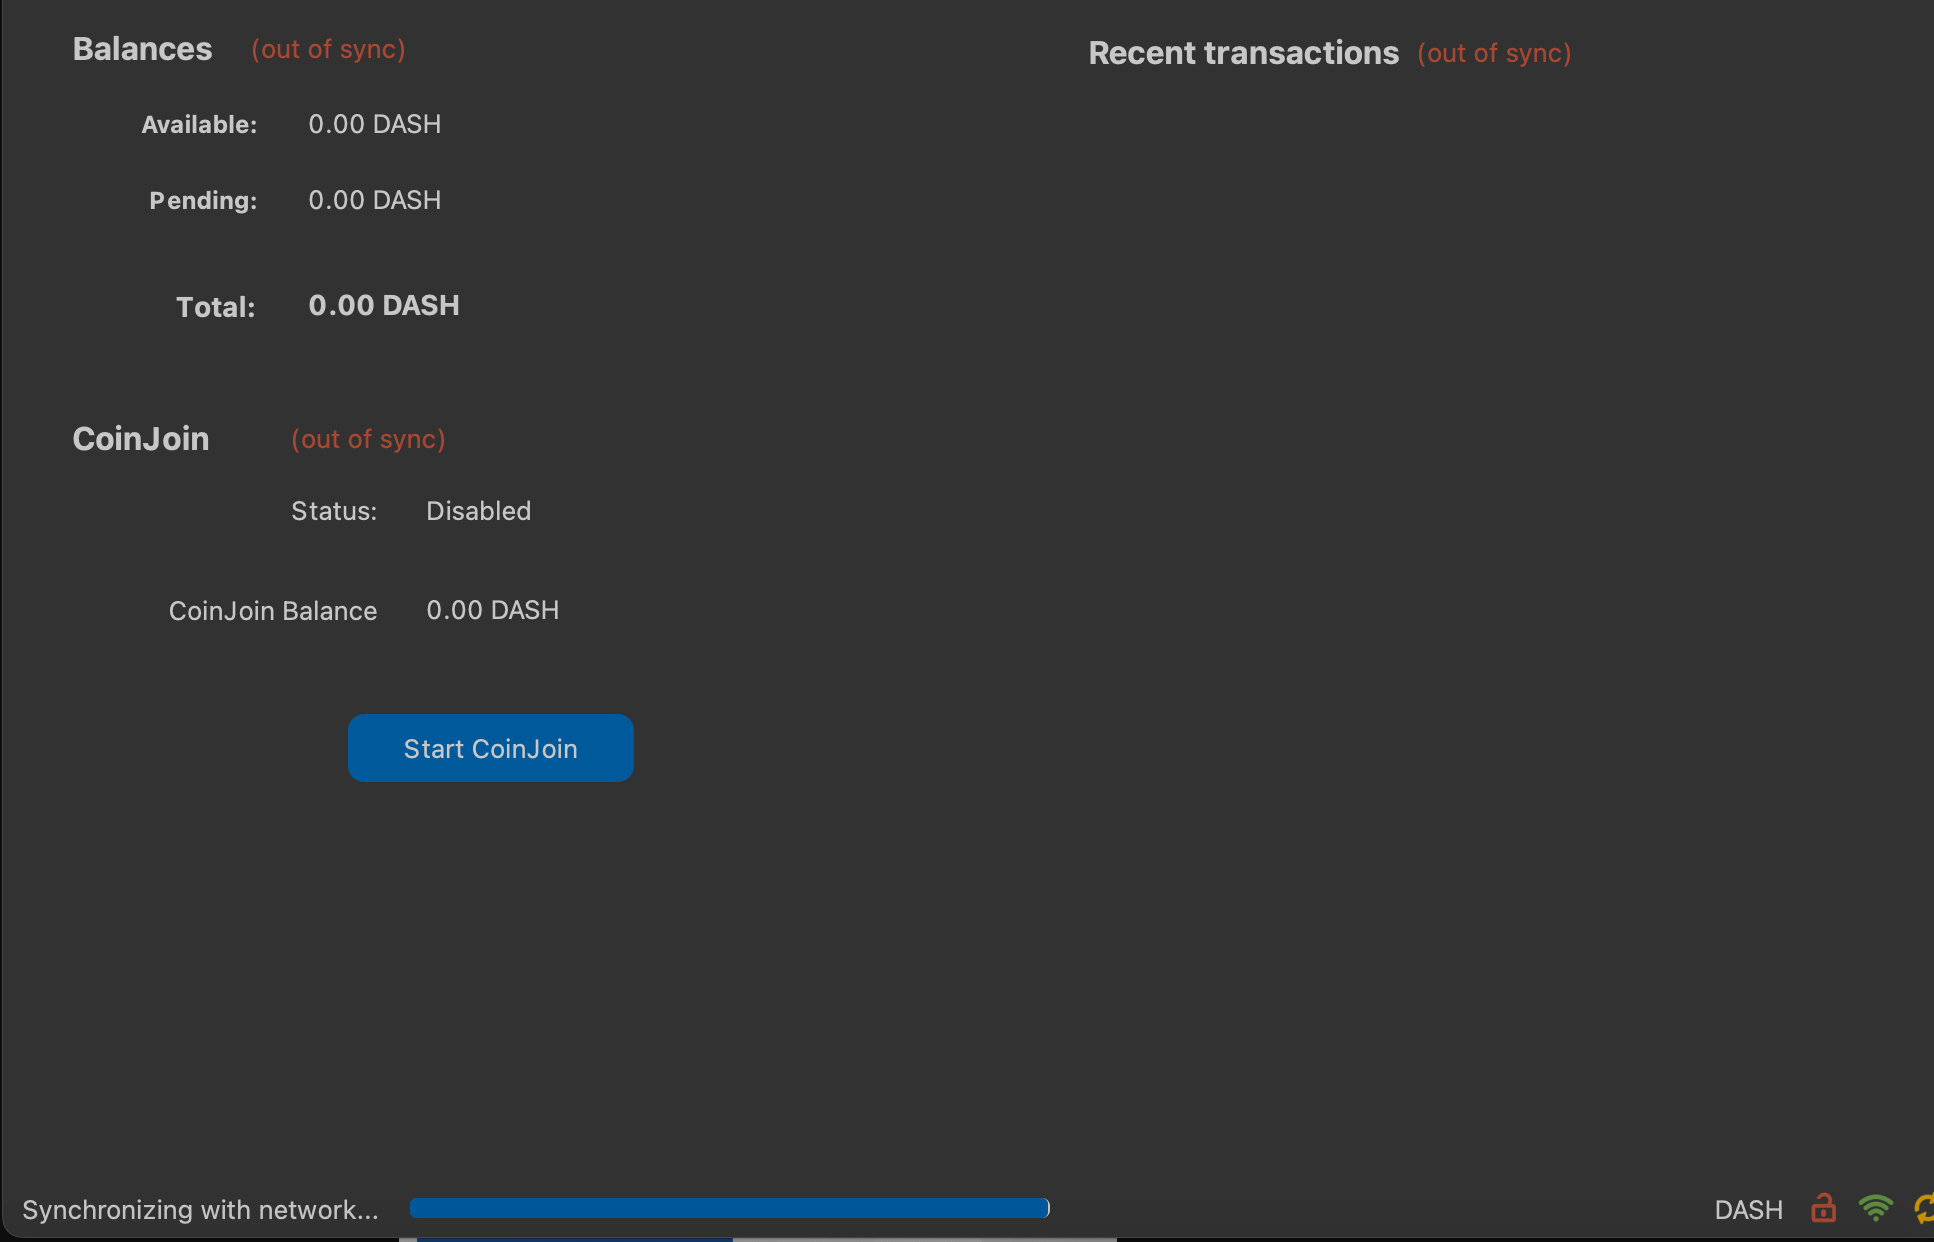 Balances (out of sync)
Available: 0.00 DASH
Pending: 0.00 DASH
Total: 0.00 DASH
CoinJoin (out of sync)
Status: Disabled
CoinJoin Balance 0.00 DASH
Start CoinJoin
Recent transactions (out of sync)
Synchronizing with network...
DASH